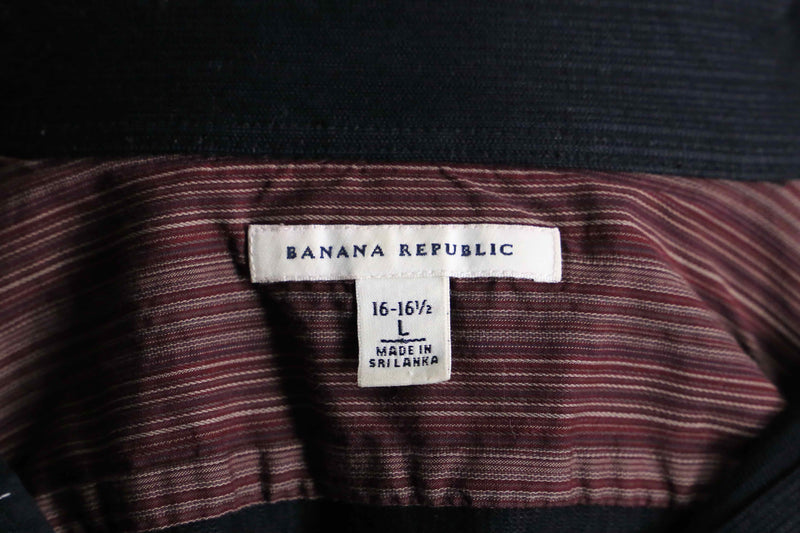 BANANA REPUBLIC
16-16½
L
MADE IN
SRI LANKA